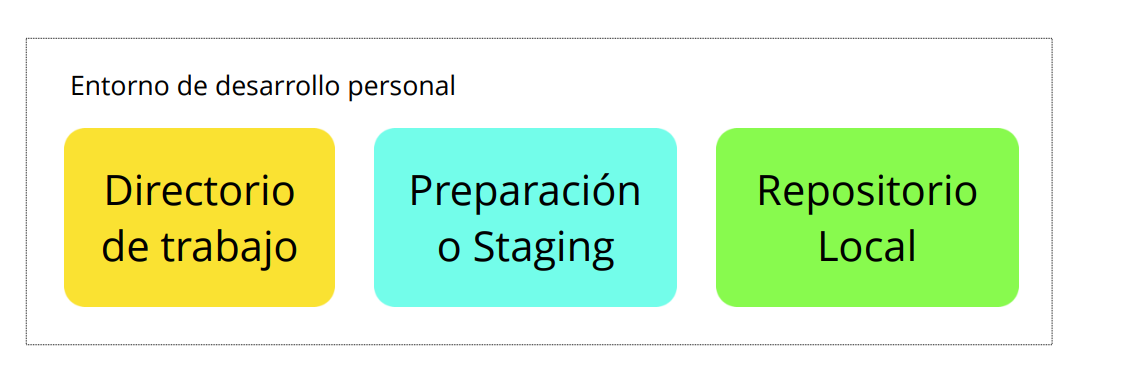 Entorno de desarrollo personal
Directorio
de trabajo
Preparación
o Staging
Repositorio
Local